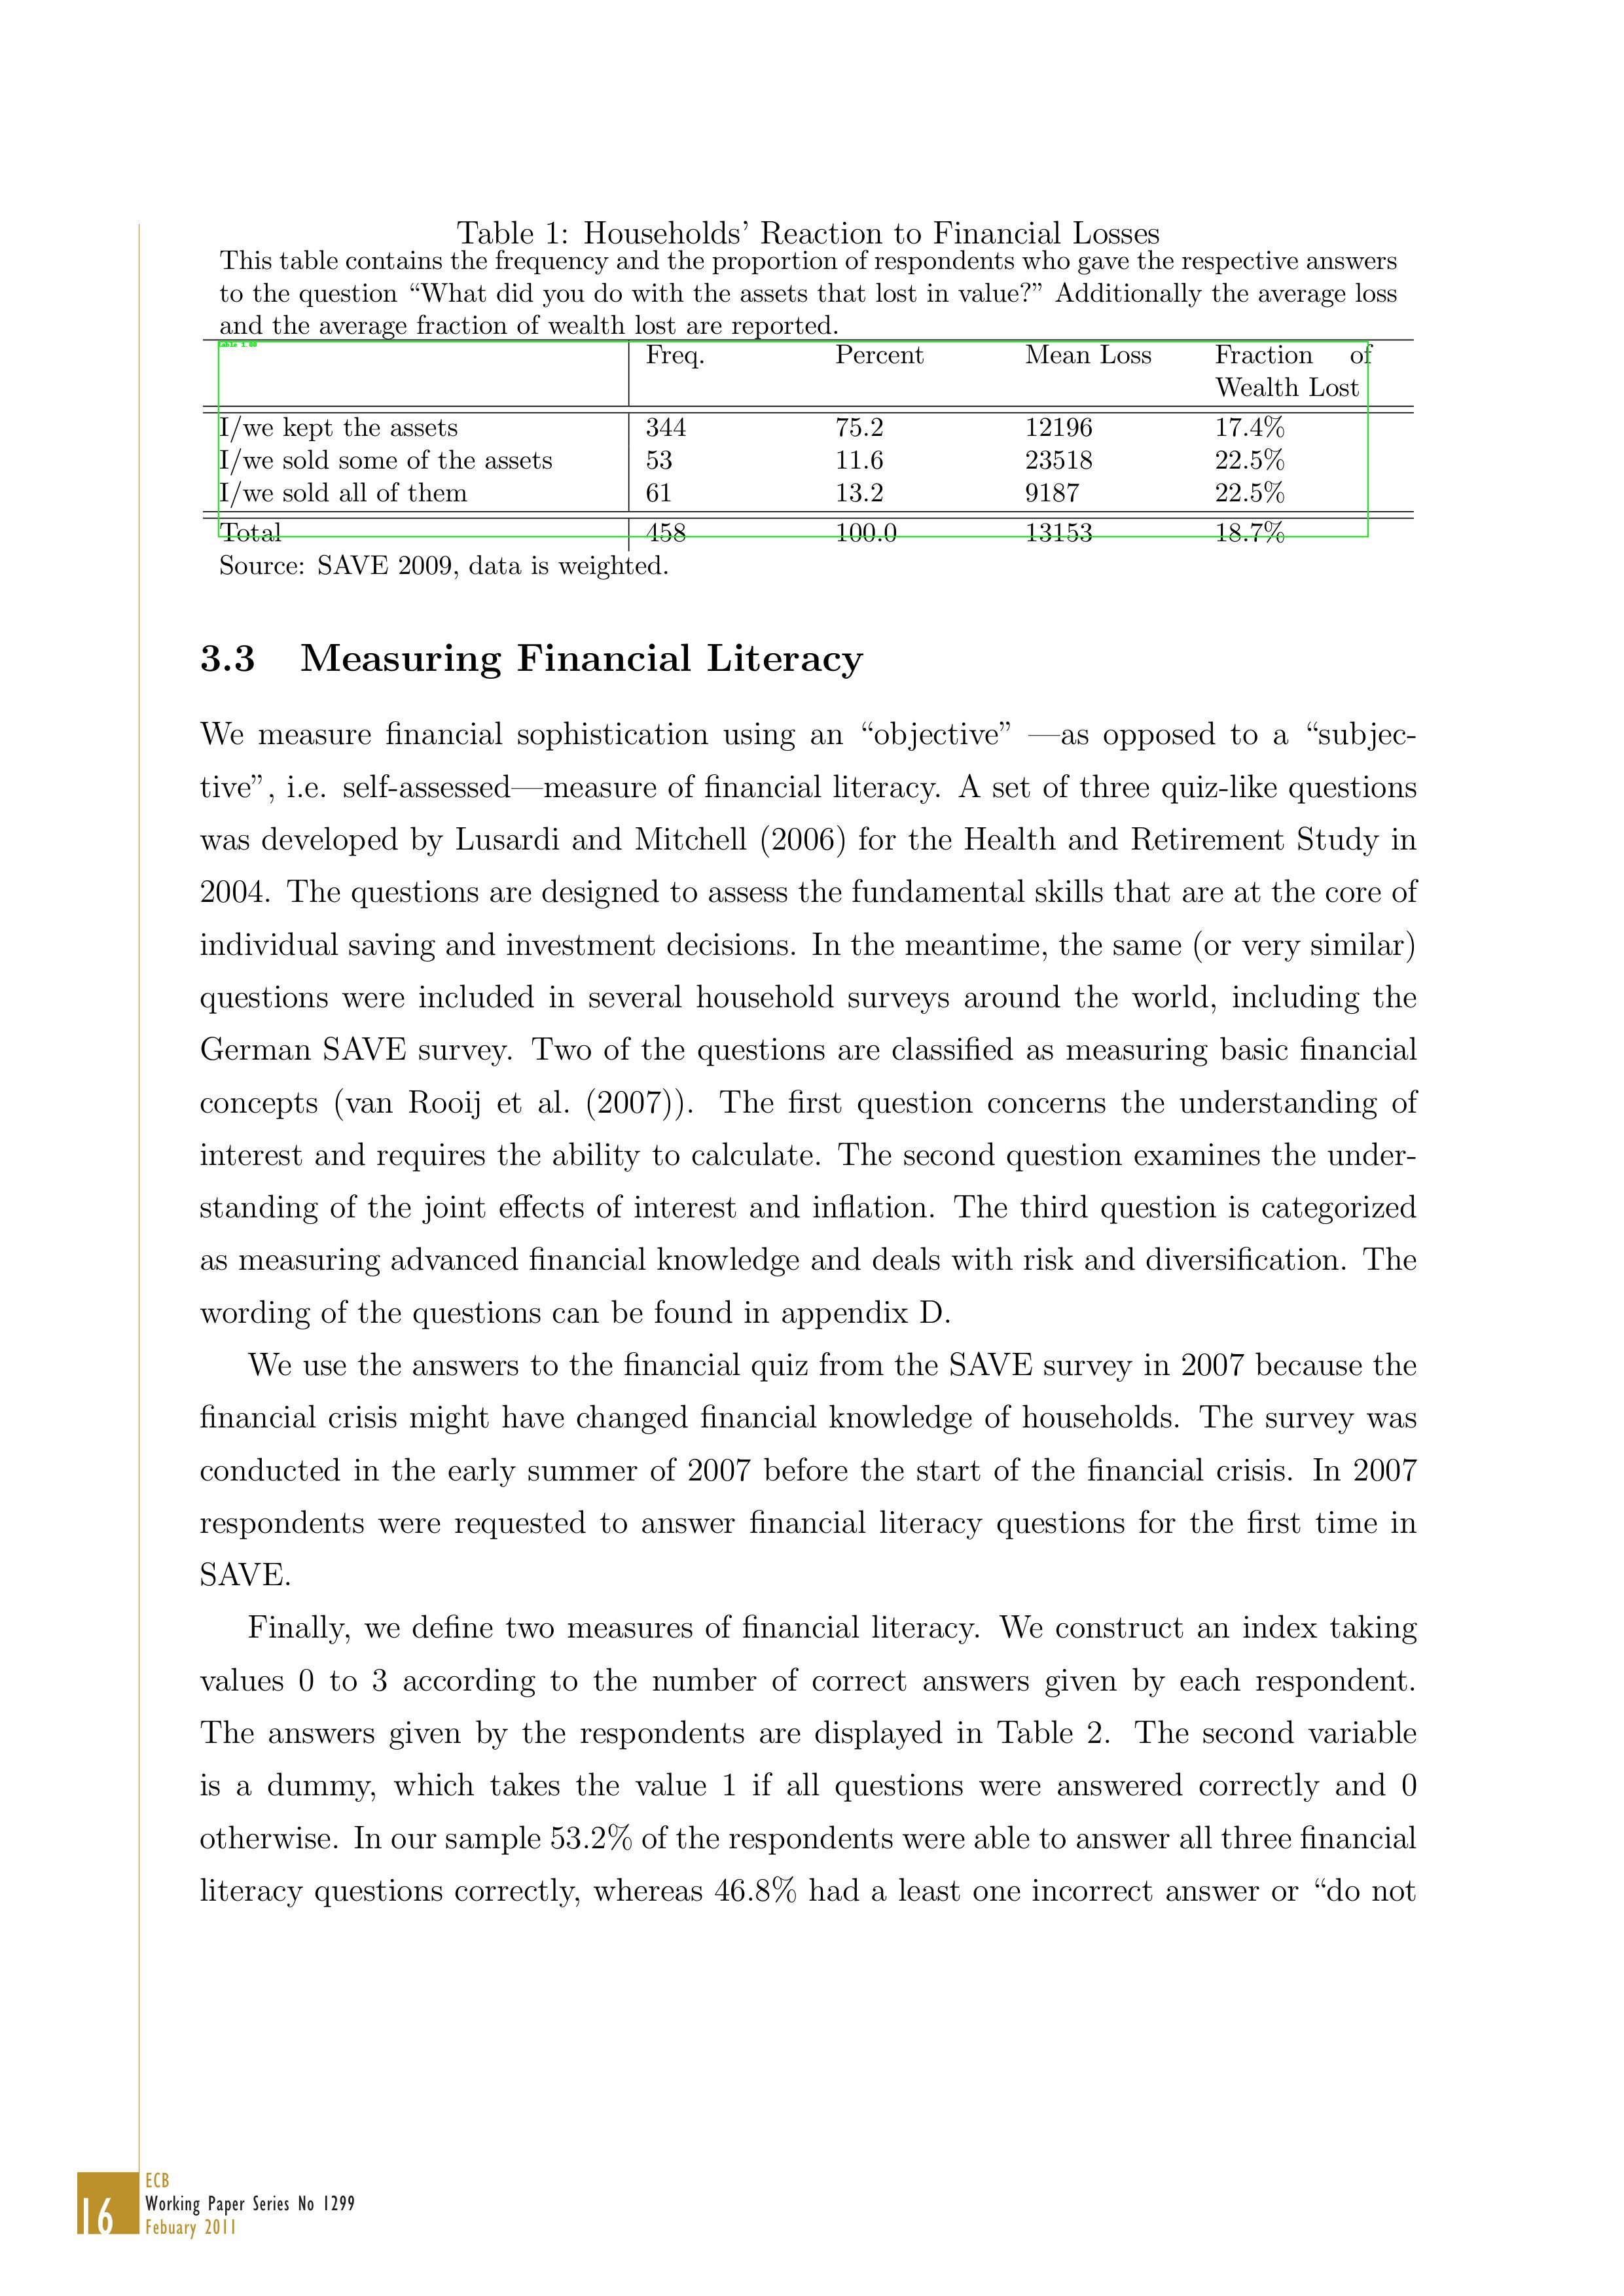 Table 1: Households' Reaction to Financial Losses
This table contains the frequency and the proportion of respondents who gave the respective answers
to the question “What did you do with the assets that lost in value?” Additionally the average loss
and the average fraction of wealth lost are reported.
table 1.00
Freq. Percent Mean Loss Fraction of
Wealth Lost
I/we kept the assets 344 75.2 12196 17.4%
I/we sold some of the assets 53 11.6 23518 22.5%
I/we sold all of them 61 13.2 9187 22.5%
Total 458 100.0 13153 18.7%
Source: SAVE 2009, data is weighted.
3.3 Measuring Financial Literacy
We measure financial sophistication using an “objective” —as opposed to a “subjec-
tive”, i.e. self-assessed—measure of financial literacy. A set of three quiz-like questions
was developed by Lusardi and Mitchell (2006) for the Health and Retirement Study in
2004. The questions are designed to assess the fundamental skills that are at the core of
individual saving and investment decisions. In the meantime, the same (or very similar)
questions were included in several household surveys around the world, including the
German SAVE survey. Two of the questions are classified as measuring basic financial
concepts (van Rooij et al. (2007)). The first question concerns the understanding of
interest and requires the ability to calculate. The second question examines the under-
standing of the joint effects of interest and inflation. The third question is categorized
as measuring advanced financial knowledge and deals with risk and diversification. The
wording of the questions can be found in appendix D.
We use the answers to the financial quiz from the SAVE survey in 2007 because the
financial crisis might have changed financial knowledge of households. The survey was
conducted in the early summer of 2007 before the start of the financial crisis. In 2007
respondents were requested to answer financial literacy questions for the first time in
SAVE.
Finally, we define two measures of financial literacy. We construct an index taking
values 0 to 3 according to the number of correct answers given by each respondent.
The answers given by the respondents are displayed in Table 2. The second variable
is a dummy, which takes the value 1 if all questions were answered correctly and 0
otherwise. In our sample 53.2% of the respondents were able to answer all three financial
literacy questions correctly, whereas 46.8% had a least one incorrect answer or “do not
16
ECB
Working Paper Series No 1299
Febuary 2011